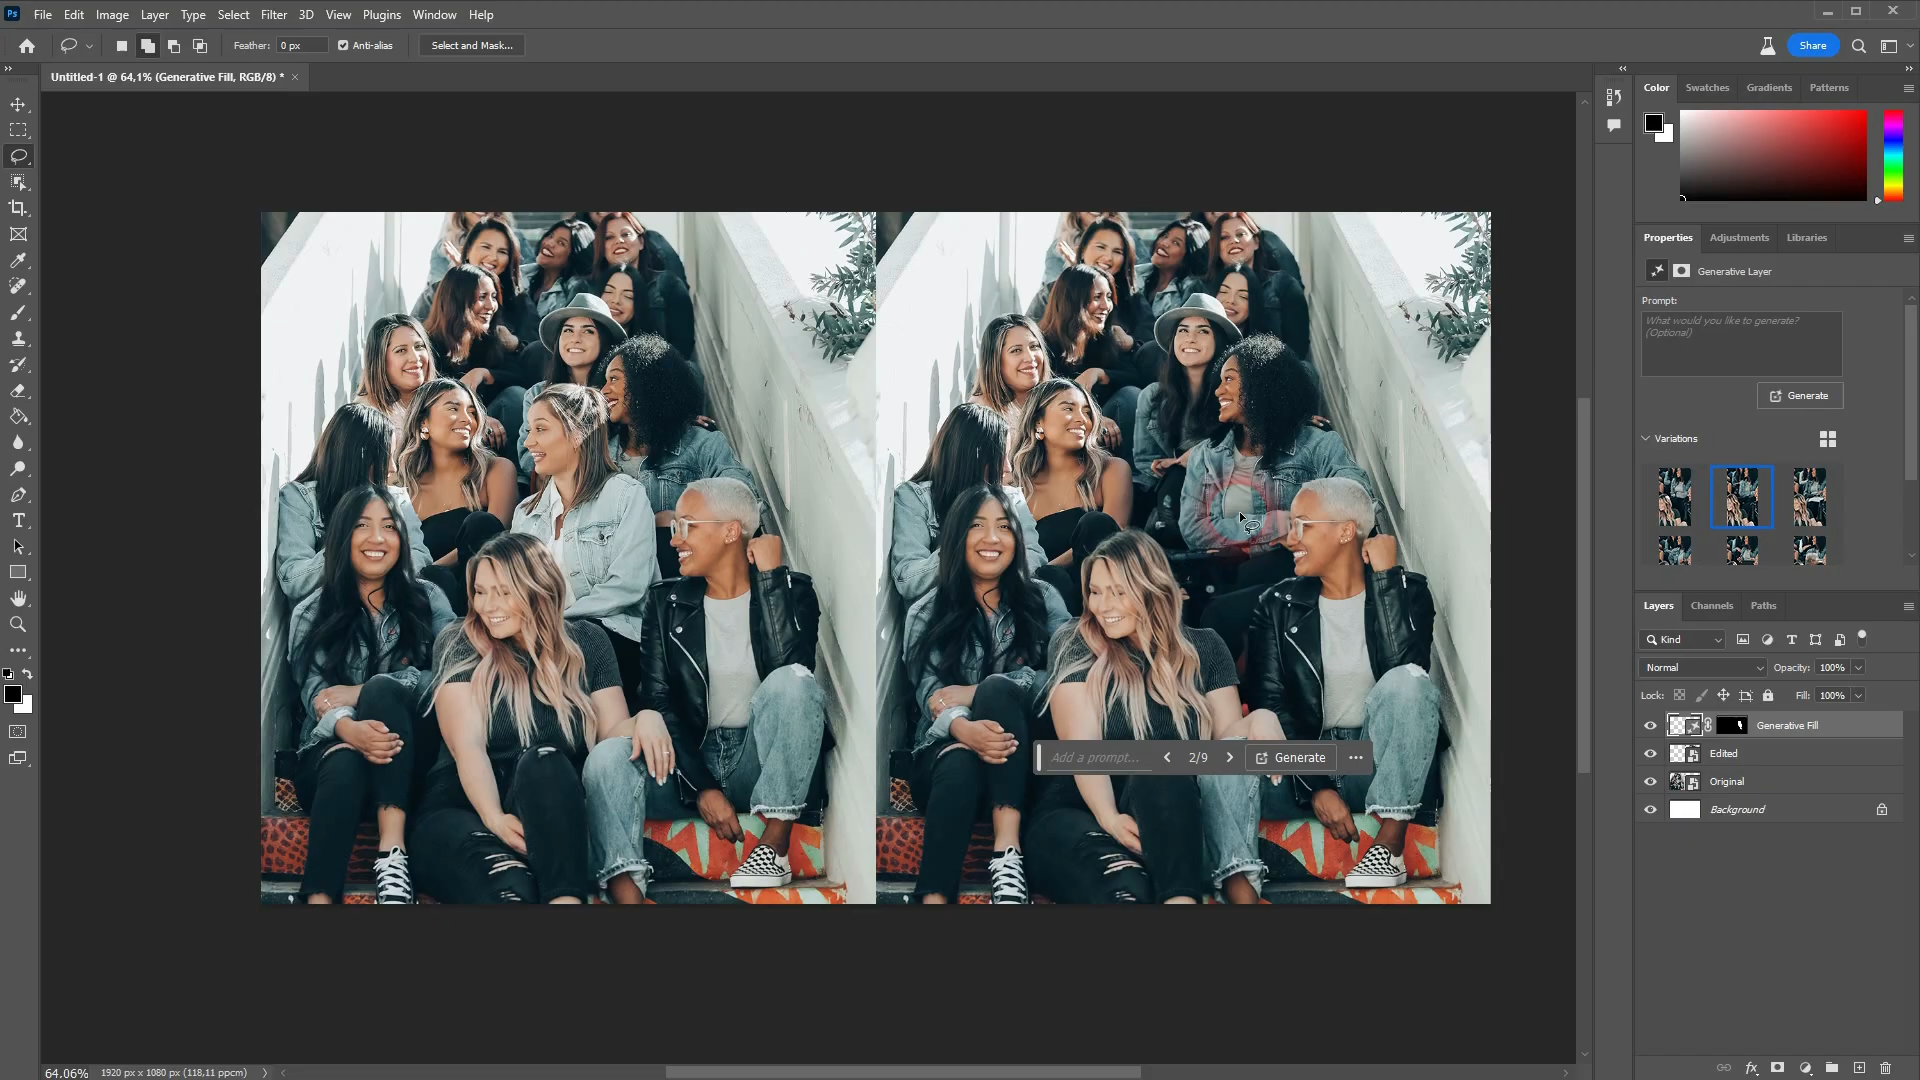 Ps File Edit Image Layer Type Select Filter 3D View Plugins Window Help
Feather: 0 px Anti-alias Select and Mask... Share
Untitled-1 @ 64,1% (Generative Fill, RGB/8) * ×
Color Swatches Gradients Patterns
Properties Adjustments Libraries
Generative Layer
Prompt:
What would you like to generate?
(Optional)
Generate
Variations
Add a prompt... 2/9 Generate
Layers Channels Paths
Kind
Normal Opacity: 100%
Lock: Fill: 100%
Generative Fill
Edited
Original
Background
64.06% 1920 px x 1080 px (118,11 ppcm)